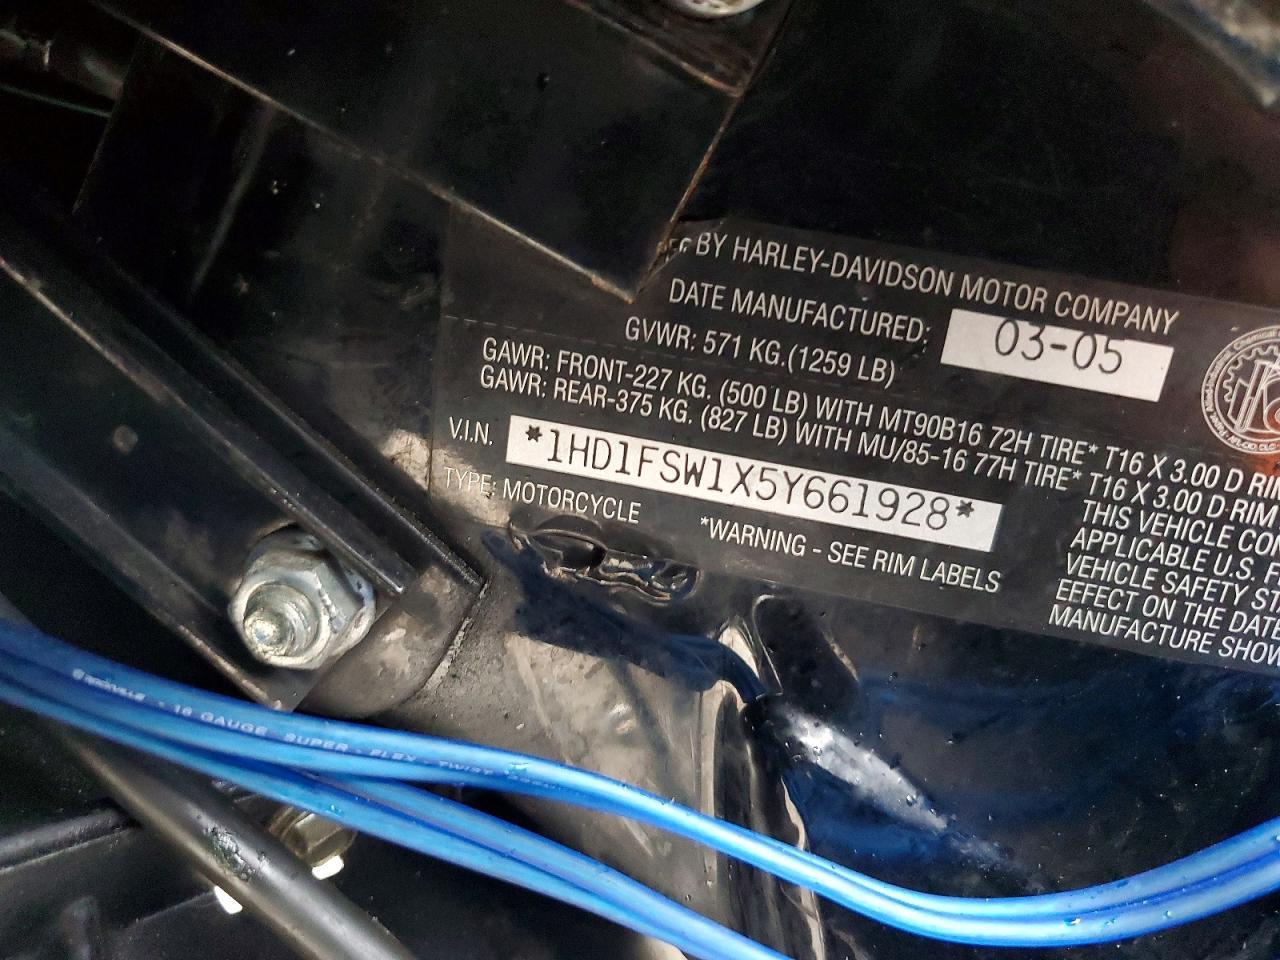 BY HARLEY-DAVIDSON MOTOR COMPANY
DATE MANUFACTURED: 03-05
GVWR: 571 KG.(1259 LB)
GAWR: FRONT-227 KG. (500 LB) WITH MT90B16 72H TIRE* T16 X 3.00 D RIM
GAWR: REAR-375 KG. (827 LB) WITH MU/85-16 77H TIRE* T16 X 3.00 D-RIM
V.I.N. *1HD1FSW1X5Y661928*
TYPE: MOTORCYCLE
*WARNING - SEE RIM LABELS
THIS VEHICLE
APPLICABLE U.S.
VEHICLE SAFETY
EFFECT ON THE DATE
MANUFACTURE
ROCKVILLE - 16 GAUGE SUPER - FLEX - TWIST